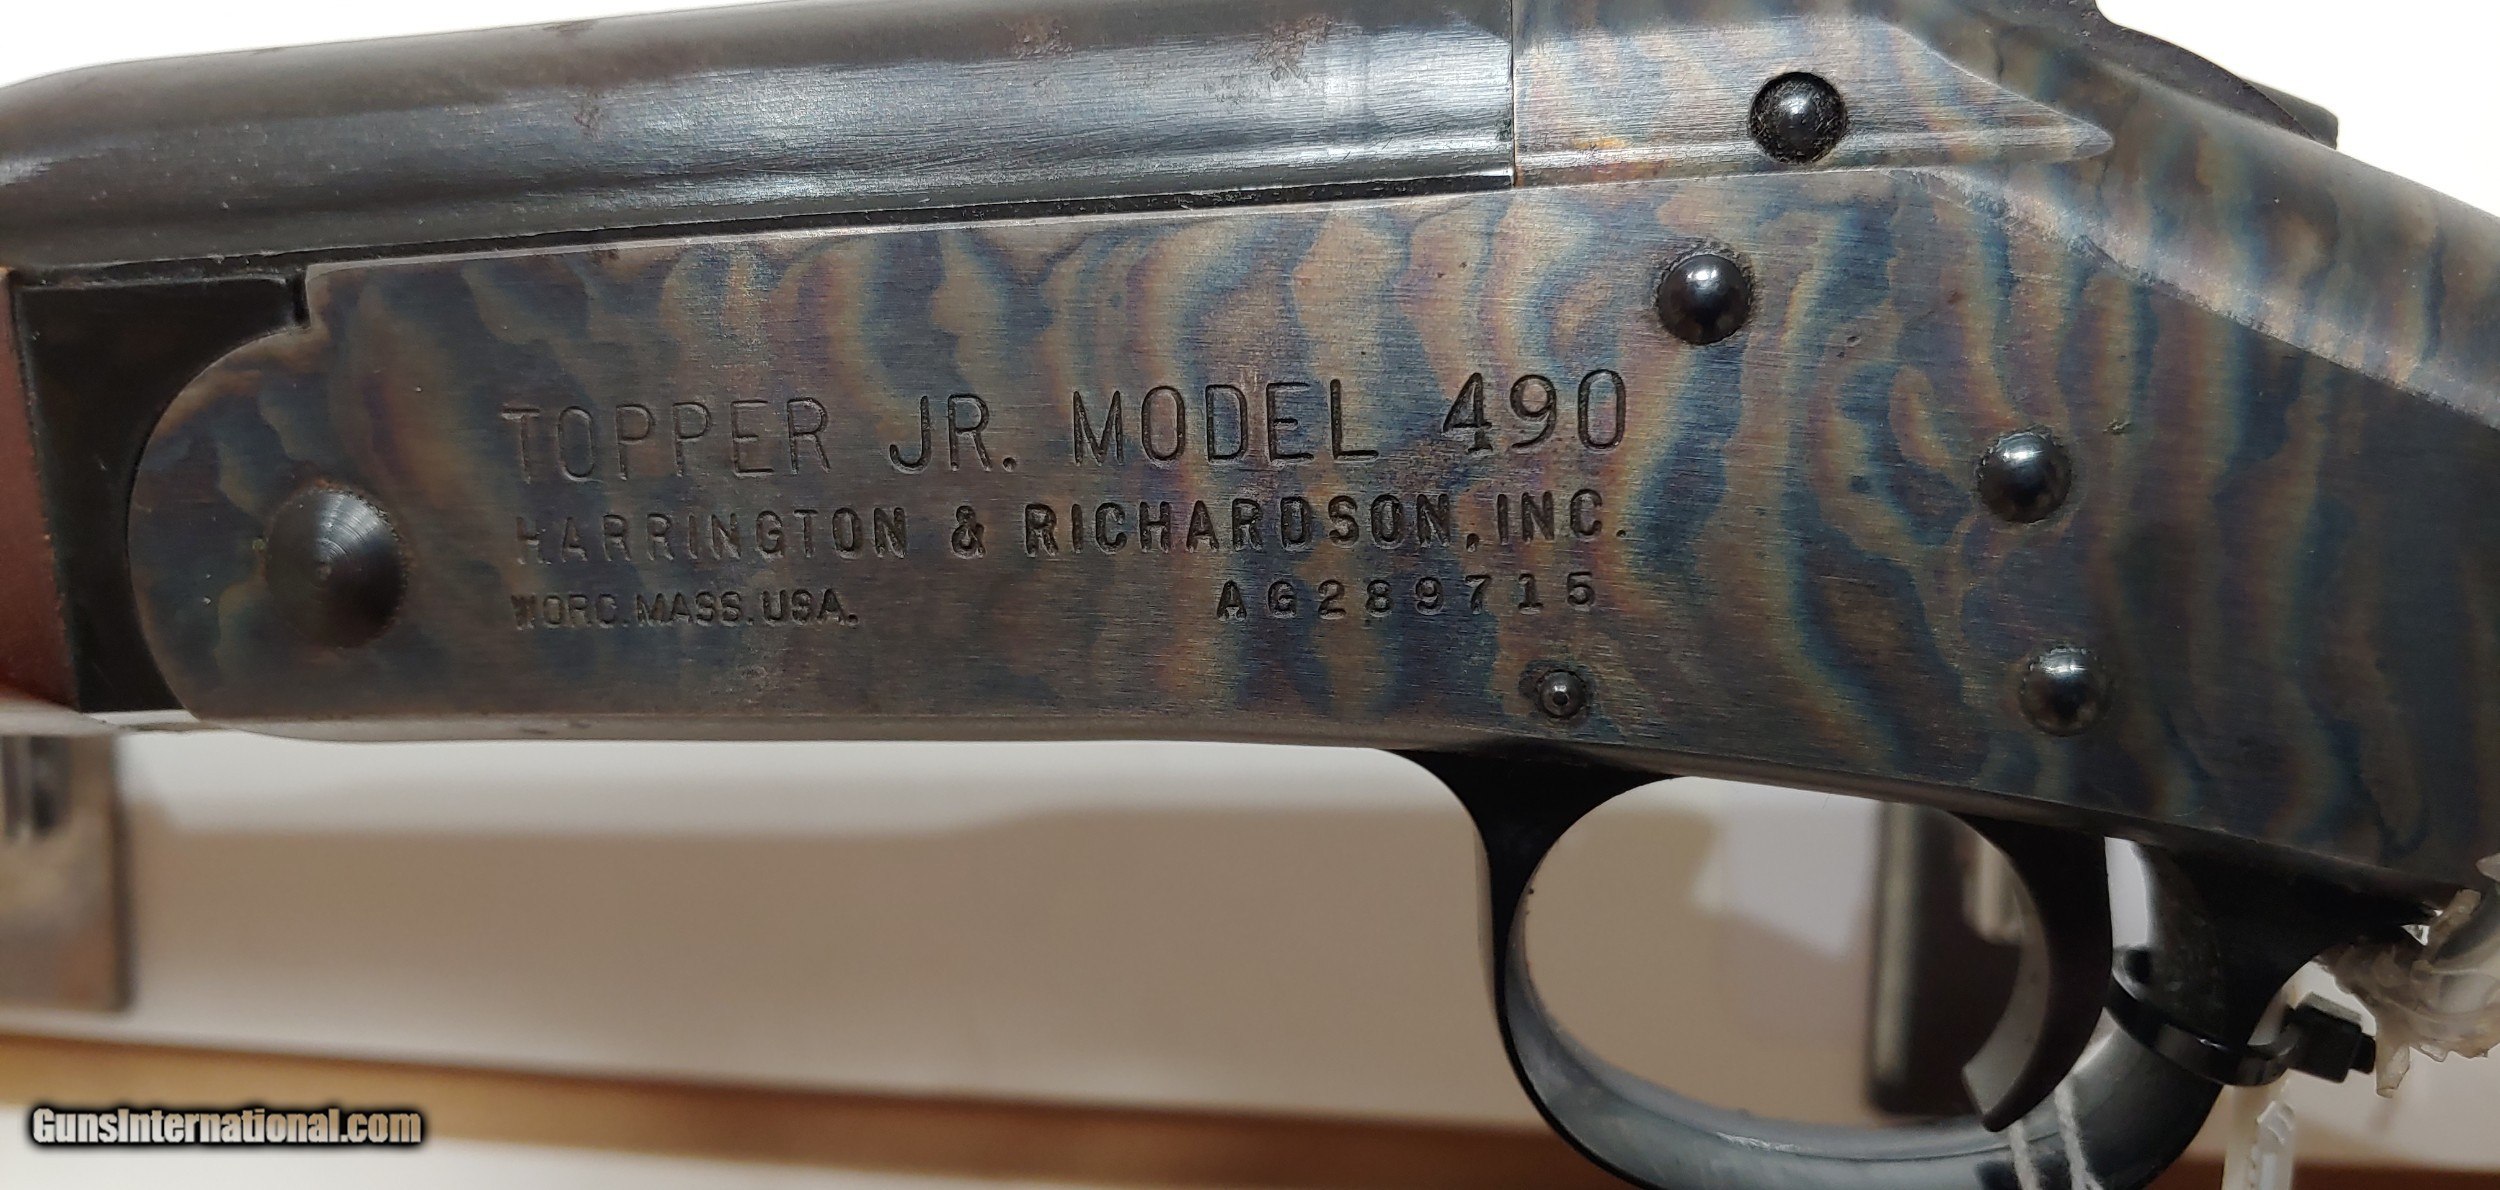 TOPPER JR. MODEL 490
HARRINGTON & RICHARDSON, INC.
WORC. MASS. USA. AG289715
GunsInternational.com